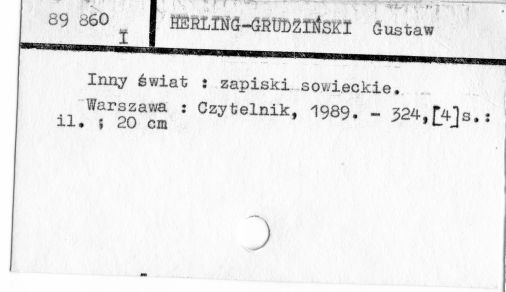 89 860 HERLING-GRUDZIŃSKI Gustaw
I
Inny świat : zapiski sowieckie.
Warszawa : Czytelnik, 1989. - 324,[4]s.:
il. ; 20 cm